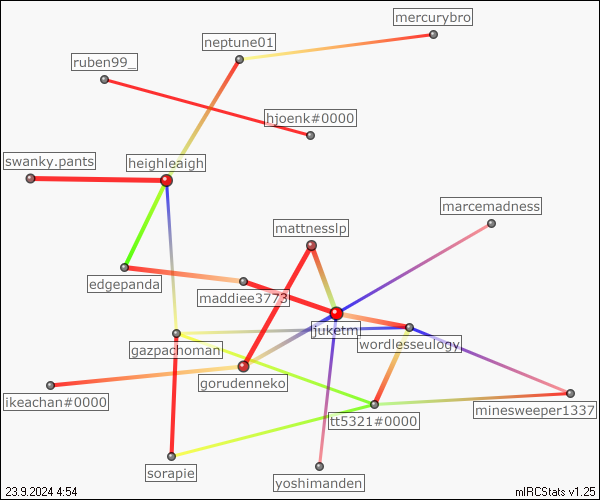 mercurybro
neptune01
ruben99_
hjoenk#0000
swanky.pants
heighleaigh
marcemadness
mattnesslp
edgepanda
maddiee3773
juketm
wordlesseulogy
gazpachoman
gorudenneko
ikeachan#0000
minesweeper1337
tt5321#0000
sorapie
yoshimanden
23.9.2024 4:54
mIRCStats v1.25